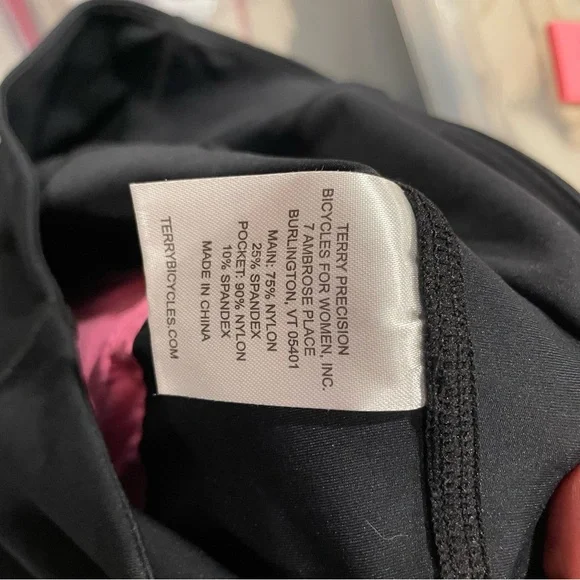 TERRY PRECISION
BICYCLES FOR WOMEN, INC.
7 AMBROSE PLACE
BURLINGTON, VT 05401
MAIN: 75% NYLON
25% SPANDEX
POCKET: 90% NYLON
10% SPANDEX
MADE IN CHINA
TERRYBICYCLES.COM